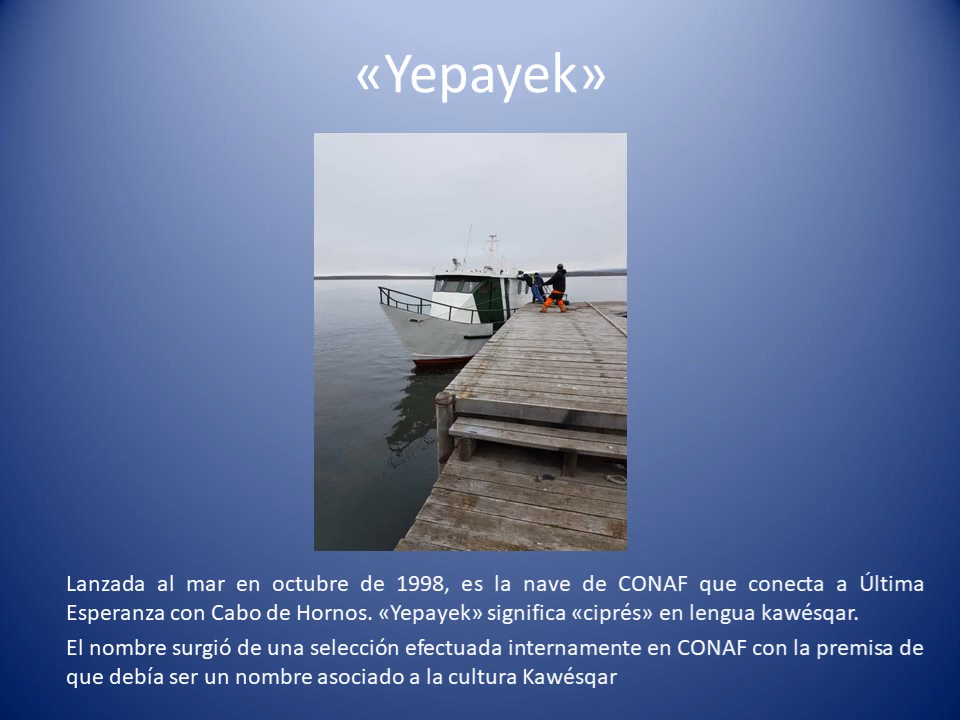 «Yepayek»
Lanzada al mar en octubre de 1998, es la nave de CONAF que conecta a Última
Esperanza con Cabo de Hornos. «Yepayek» significa «ciprés» en lengua kawésqar.
El nombre surgió de una selección efectuada internamente en CONAF con la premisa de
que debía ser un nombre asociado a la cultura Kawésqar